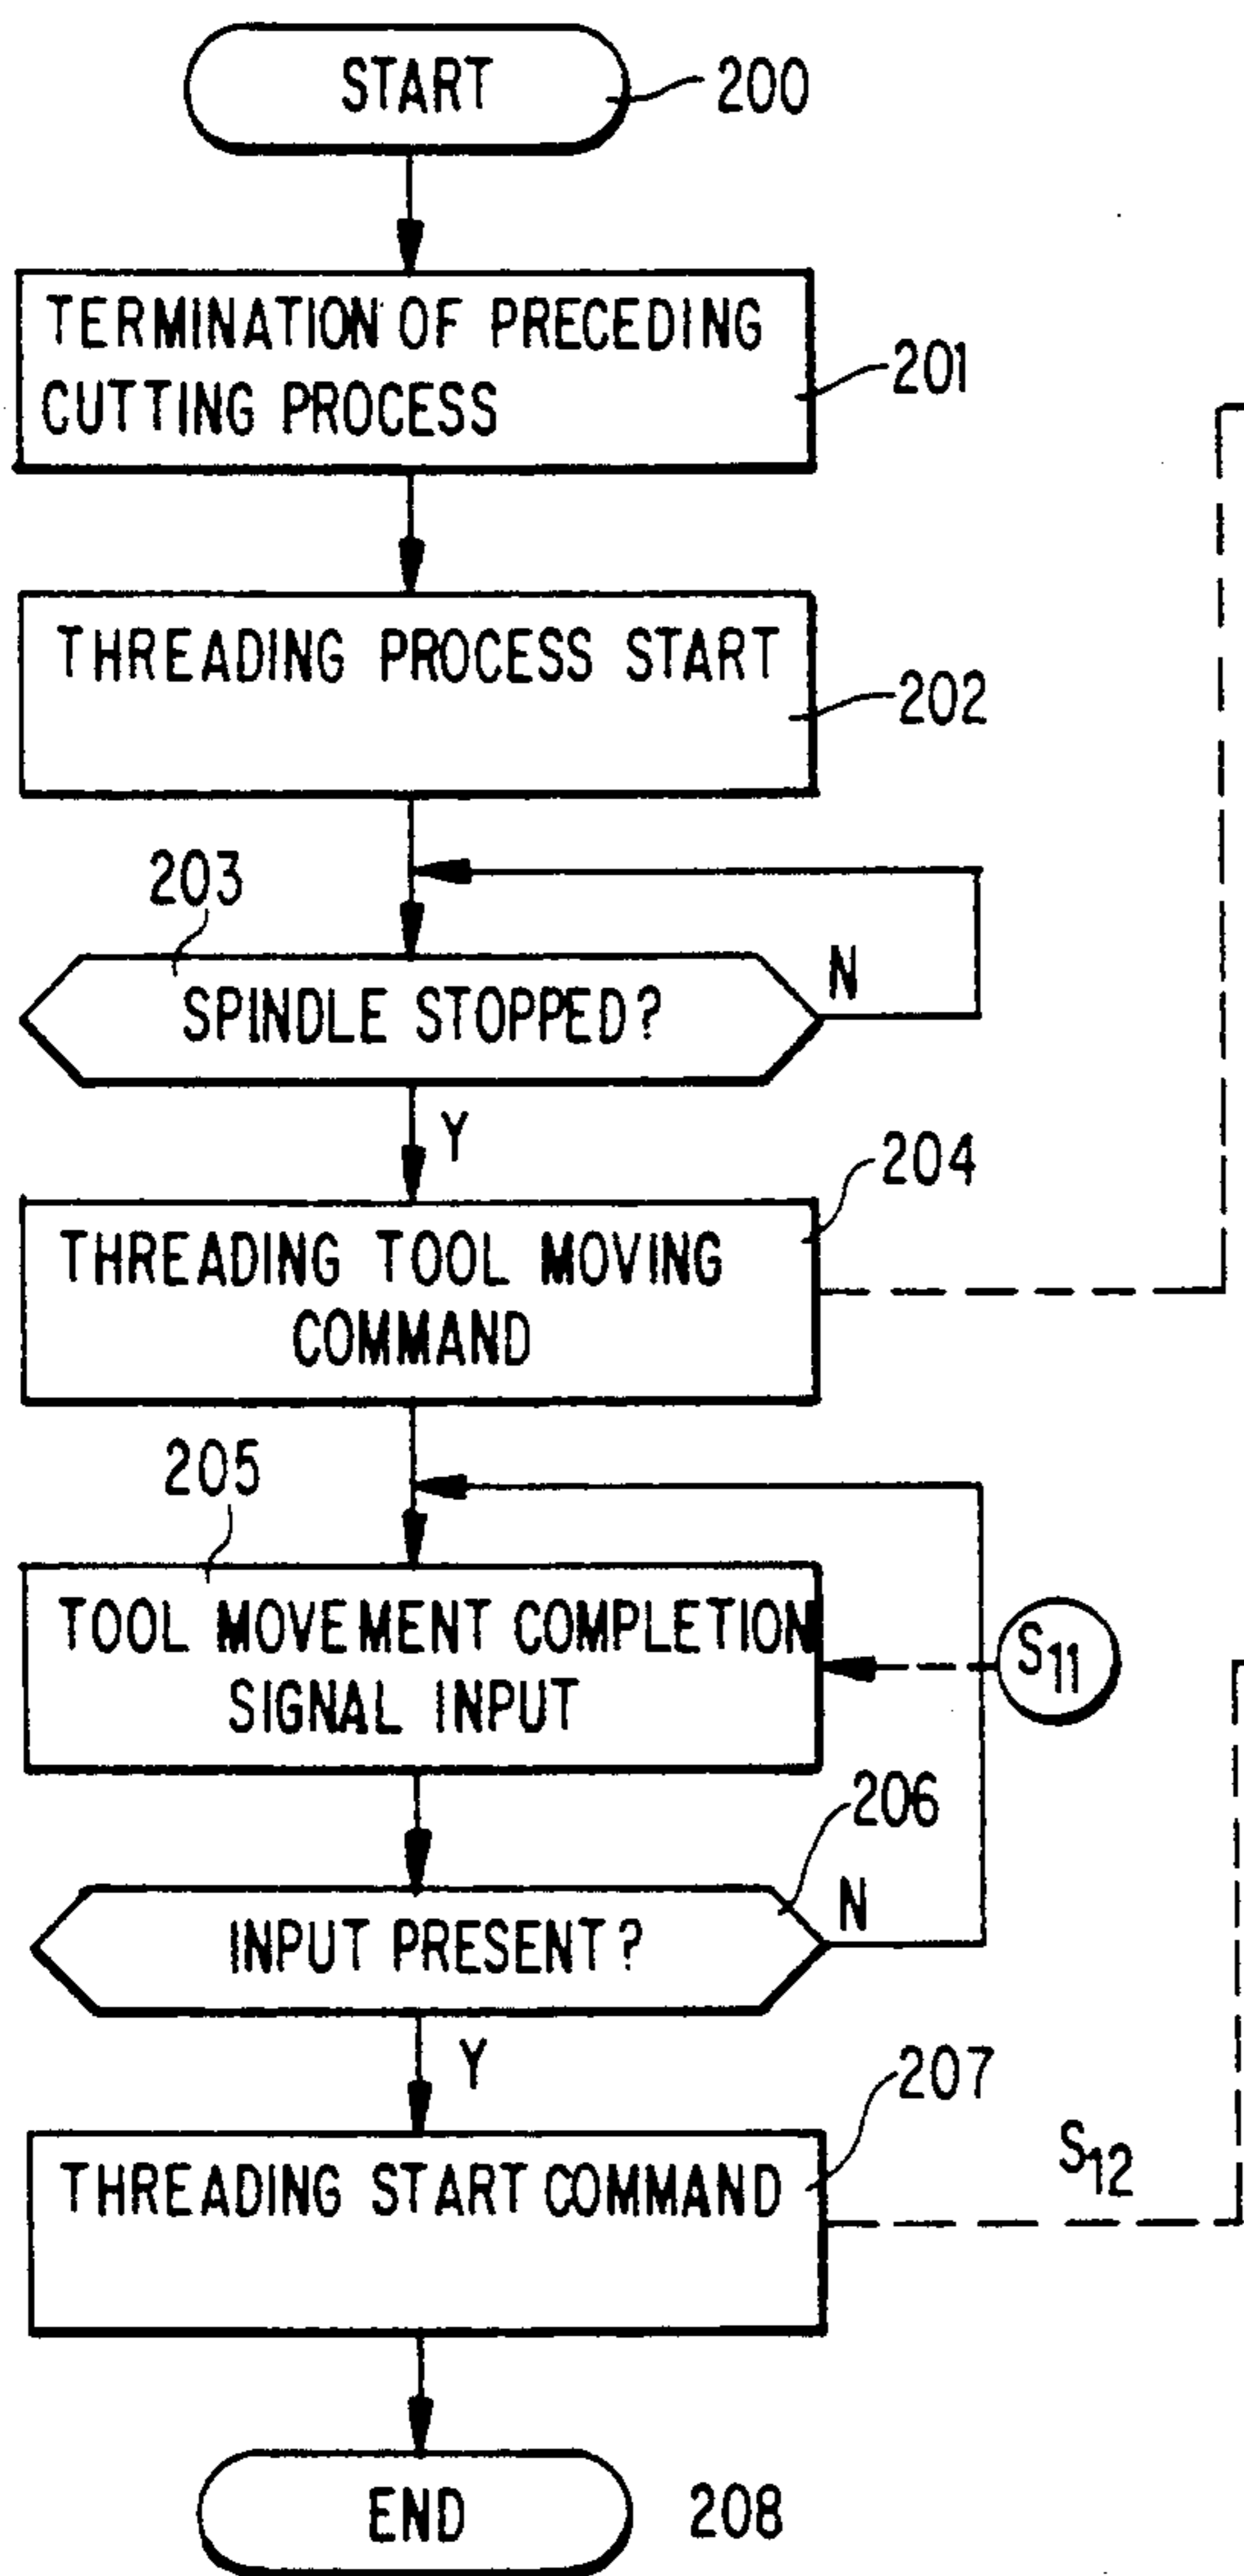 START
200
TERMINATION OF PRECEDING
CUTTING PROCESS
201
THREADING PROCESS START
202
203
SPINDLE STOPPED?
N
Y
204
THREADING TOOL MOVING
COMMAND
205
TOOL MOVEMENT COMPLETION
SIGNAL INPUT
S11
206
INPUT PRESENT?
N
Y
207
THREADING START COMMAND
S12
END
208